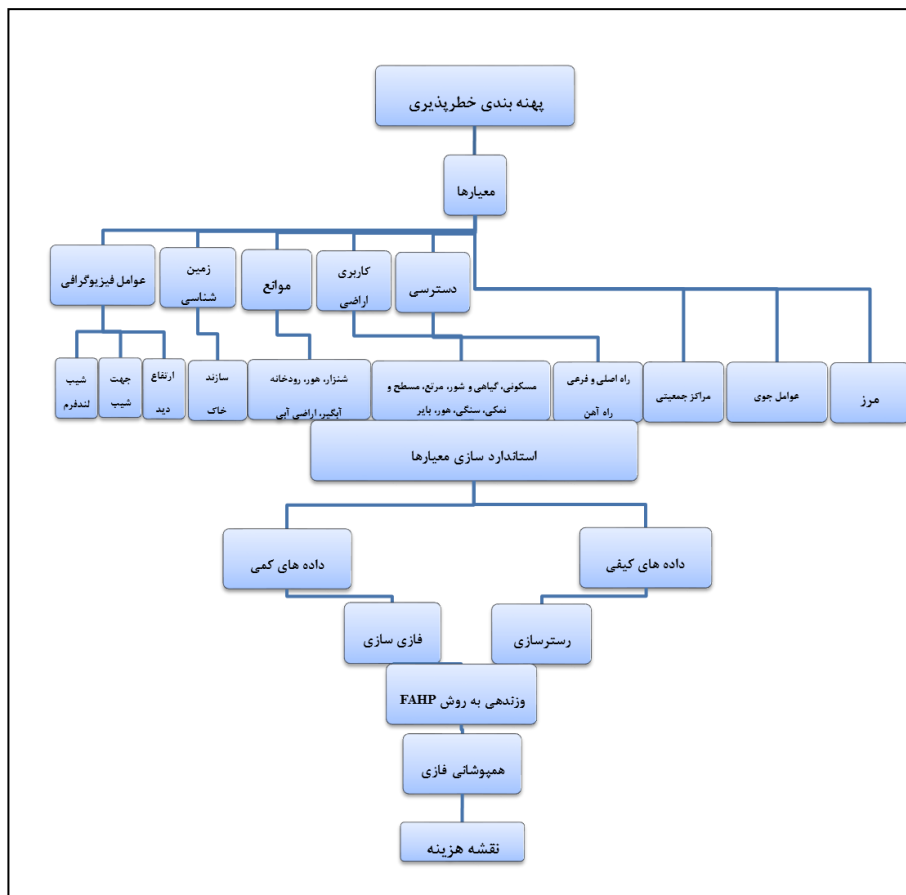 پهنه بندی خطرپذیری
معیارها
مرز
عوامل جوی
مراکز جمعیتی
دسترسی
راه اصلی و فرعی
راه آهن
کاربری
اراضی
مسکونی، گیاهی و شور، مرتع، مسطح و
نمکی، سنگی، هور، بایر
موانع
شنزار، هور، رودخانه
آبگیر، اراضی آبی
زمین
شناسی
سازند
خاک
عوامل فیزیوگرافی
ارتفاع
دید
جهت
شیب
شیب
لندفرم
استاندارد سازی معیارها
داده های کیفی
داده های کمی
رسترسازی
فازی سازی
وزندهی به روش FAHP
همپوشانی فازی
نقشه هزینه